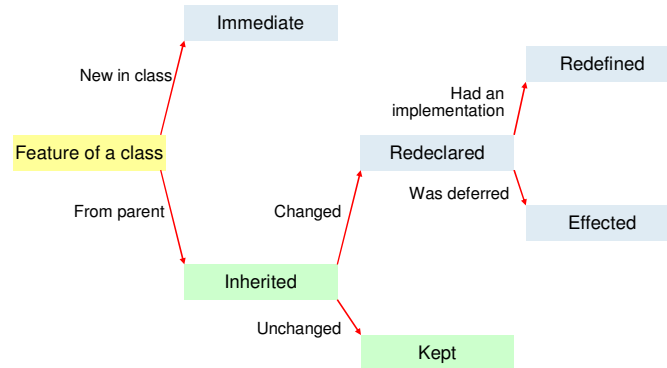 Immediate
New in class
Redefined
Had an
implementation
Feature of a class
Redeclared
Was deferred
From parent
Changed
Effected
Inherited
Unchanged
Kept